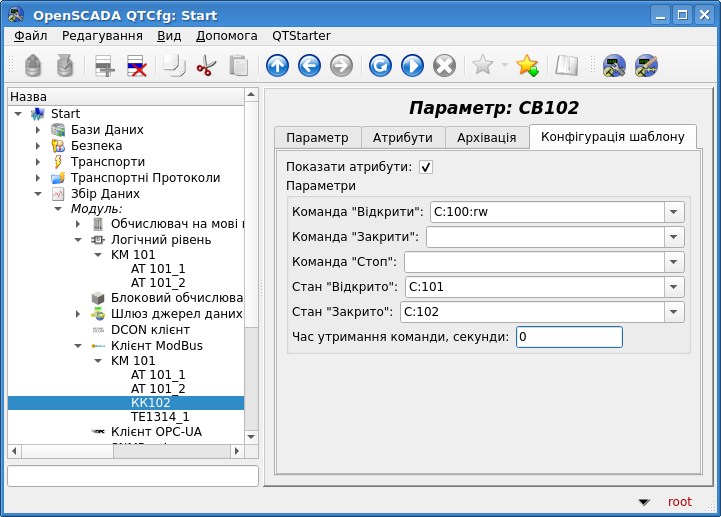 OpenSCADA QTCfg: Start
Файл Редагування Вид Допомога QTStarter
Назва
Start
Бази Даних
Безпека
Транспорти
Транспортні Протоколи
Збір Даних
Модуль:
Обчислювач на мові
Логічний рівень
КМ 101
АТ 101_1
АТ 101_2
Блоковий обчислюва
Шлюз джерел даних
DCON клієнт
Клієнт ModBus
КМ 101
АТ 101_1
АТ 101_2
КК102
ТЕ1314_1
Клієнт OPC-UA
Параметр: СВ102
Параметр Атрибути Архівація Конфігурація шаблону
Показати атрибути:
Параметри
Команда "Відкрити": C:100:rw
Команда "Закрити":
Команда "Стоп":
Стан "Відкрито": C:101
Стан "Закрито": C:102
Час утримання команди, секунди: 0
root